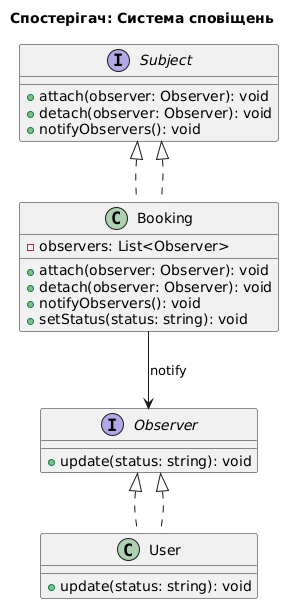 Спостерігач: Система сповіщень
I Subject
attach(observer: Observer): void
detach(observer: Observer): void
notifyObservers(): void
C Booking
observers: List<Observer>
attach(observer: Observer): void
detach(observer: Observer): void
notifyObservers(): void
setStatus(status: string): void
notify
I Observer
update(status: string): void
C User
update(status: string): void